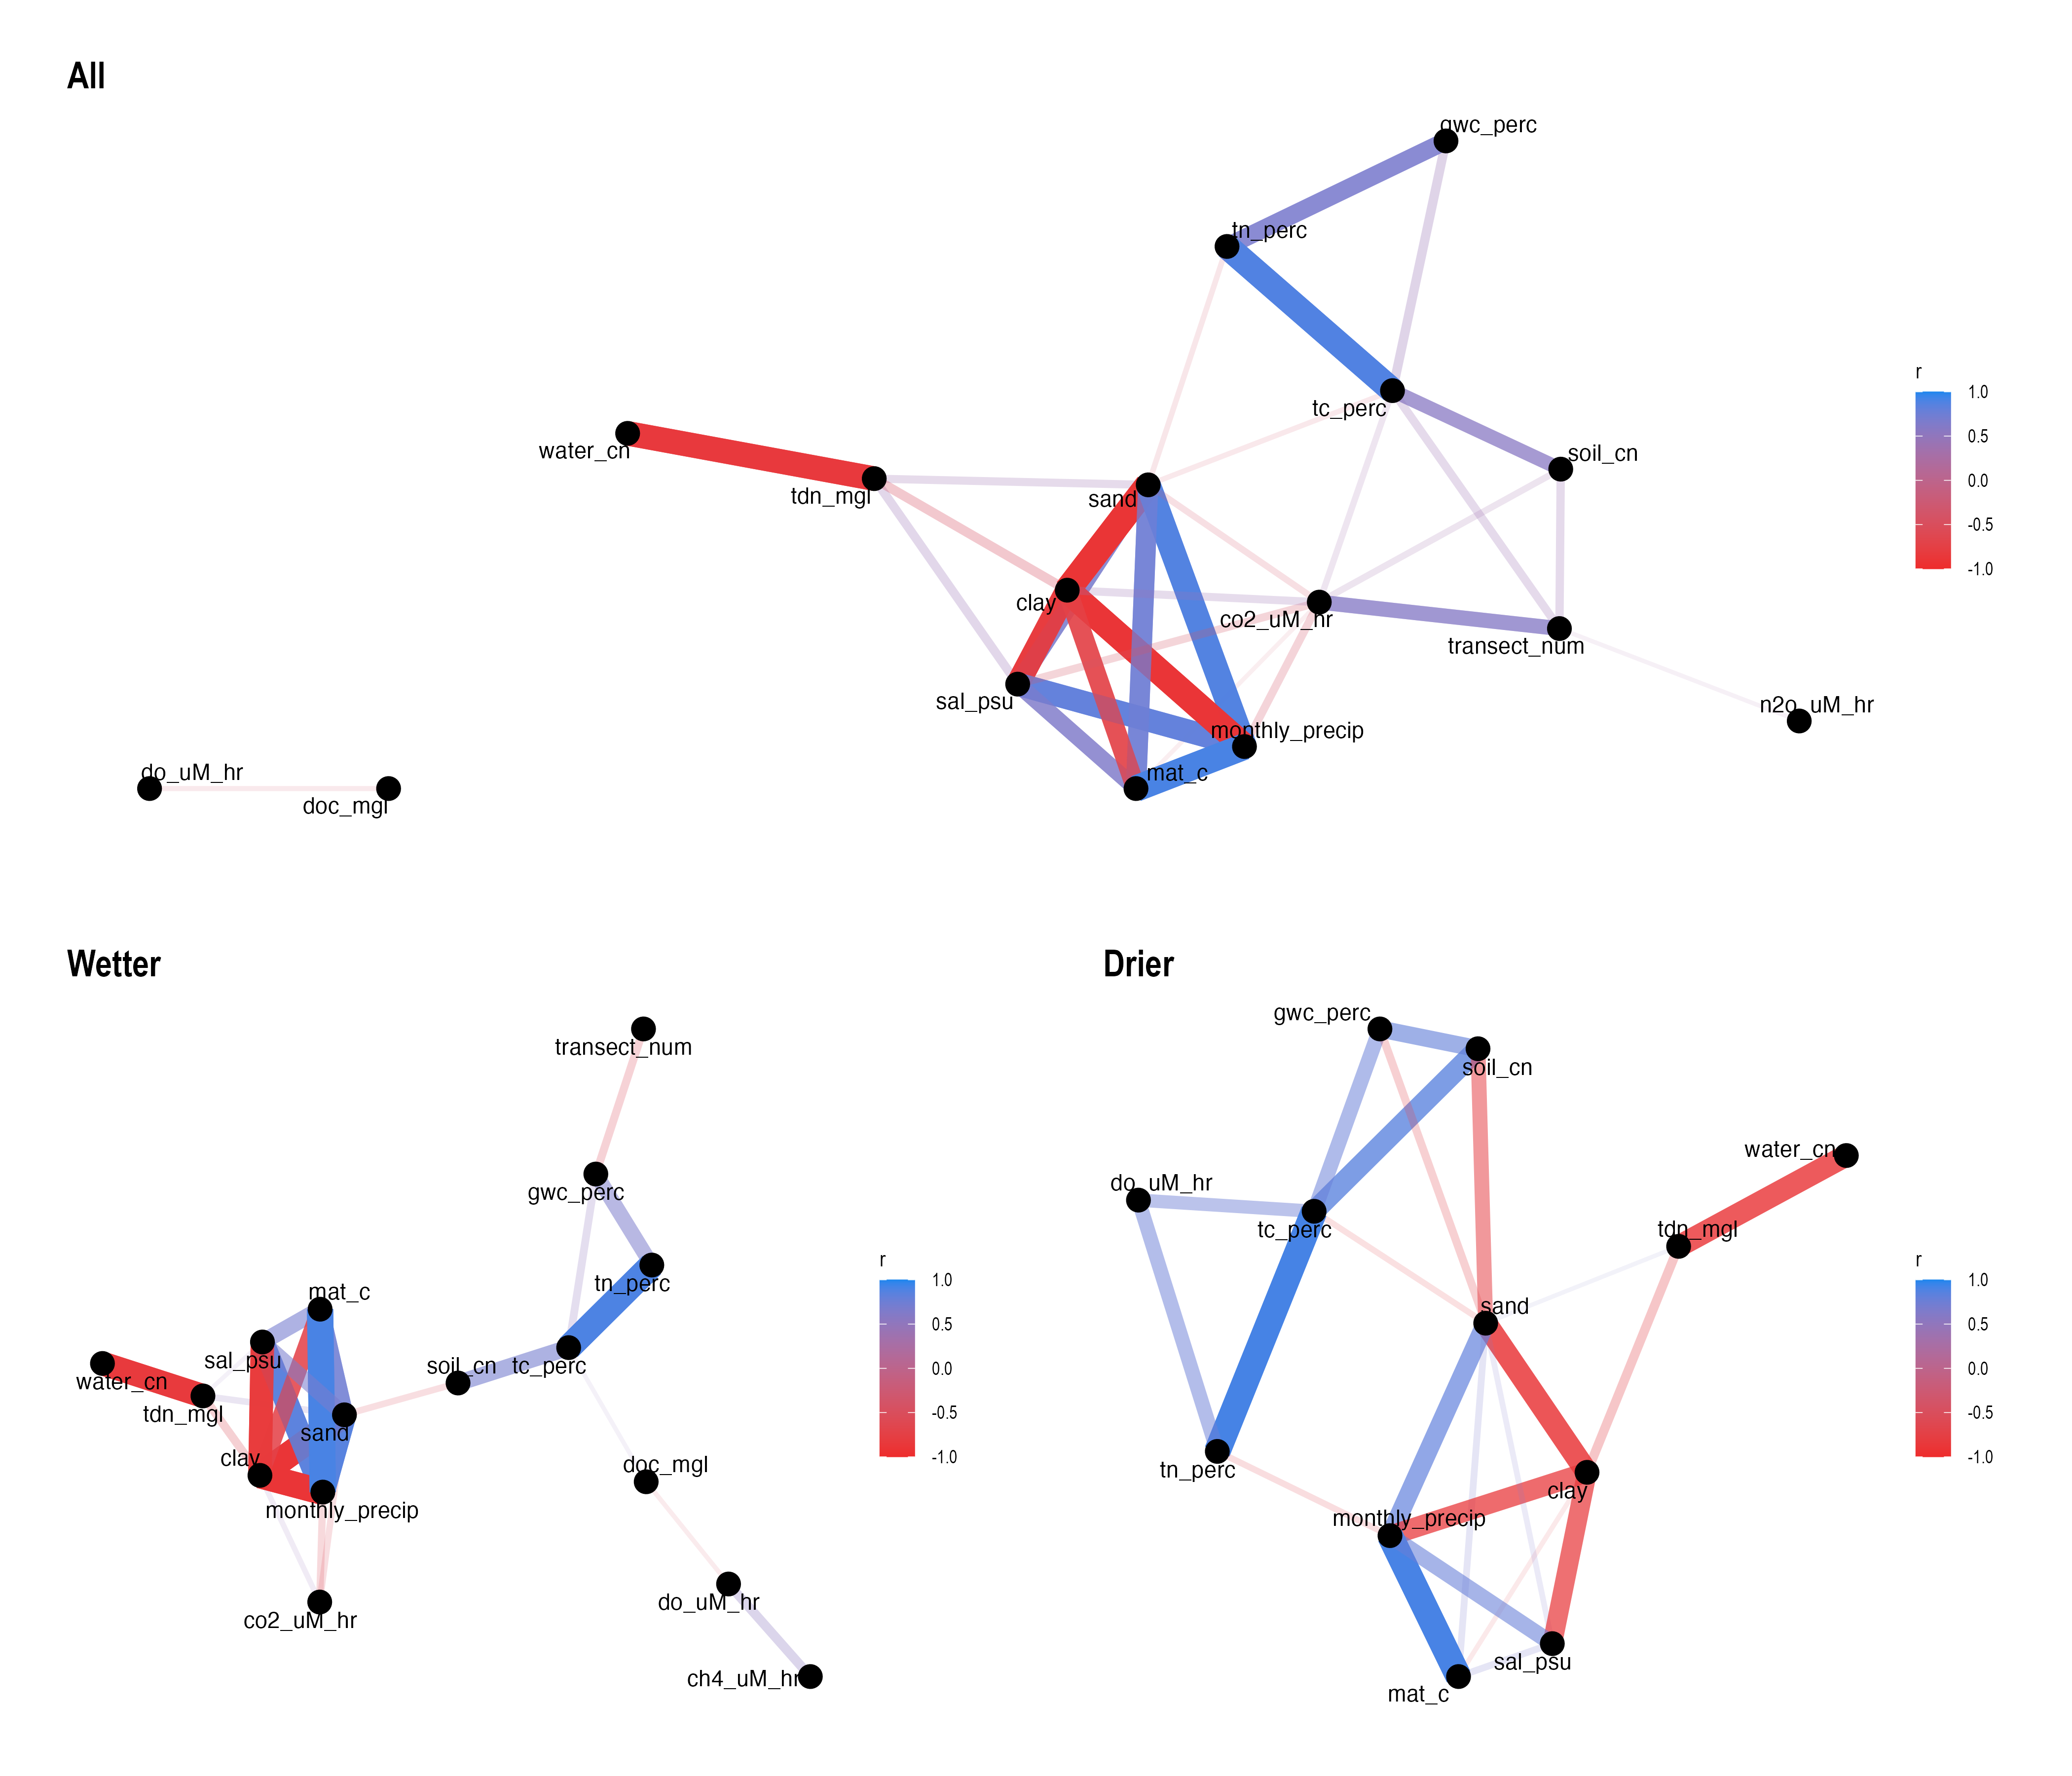 All
gwc_perc
tn_perc
tc_perc
water_cn
soil_cn
tdn_mgl
sand
clay
co2_uM_hr
transect_num
sal_psu
n2o_uM_hr
monthly_precip
do_uM_hr
mat_c
doc_mgl
r
1.0
0.5
0.0
-0.5
-1.0
Wetter
transect_num
gwc_perc
tn_perc
mat_c
sal_psu
soil_cn
tc_perc
water_cn
tdn_mgl
sand
clay
doc_mgl
monthly_precip
do_uM_hr
co2_uM_hr
ch4_uM_hr
r
1.0
0.5
0.0
-0.5
-1.0
Drier
gwc_perc
soil_cn
water_cn
do_uM_hr
tc_perc
tdn_mgl
sand
tn_perc
clay
monthly_precip
sal_psu
mat_c
r
1.0
0.5
0.0
-0.5
-1.0